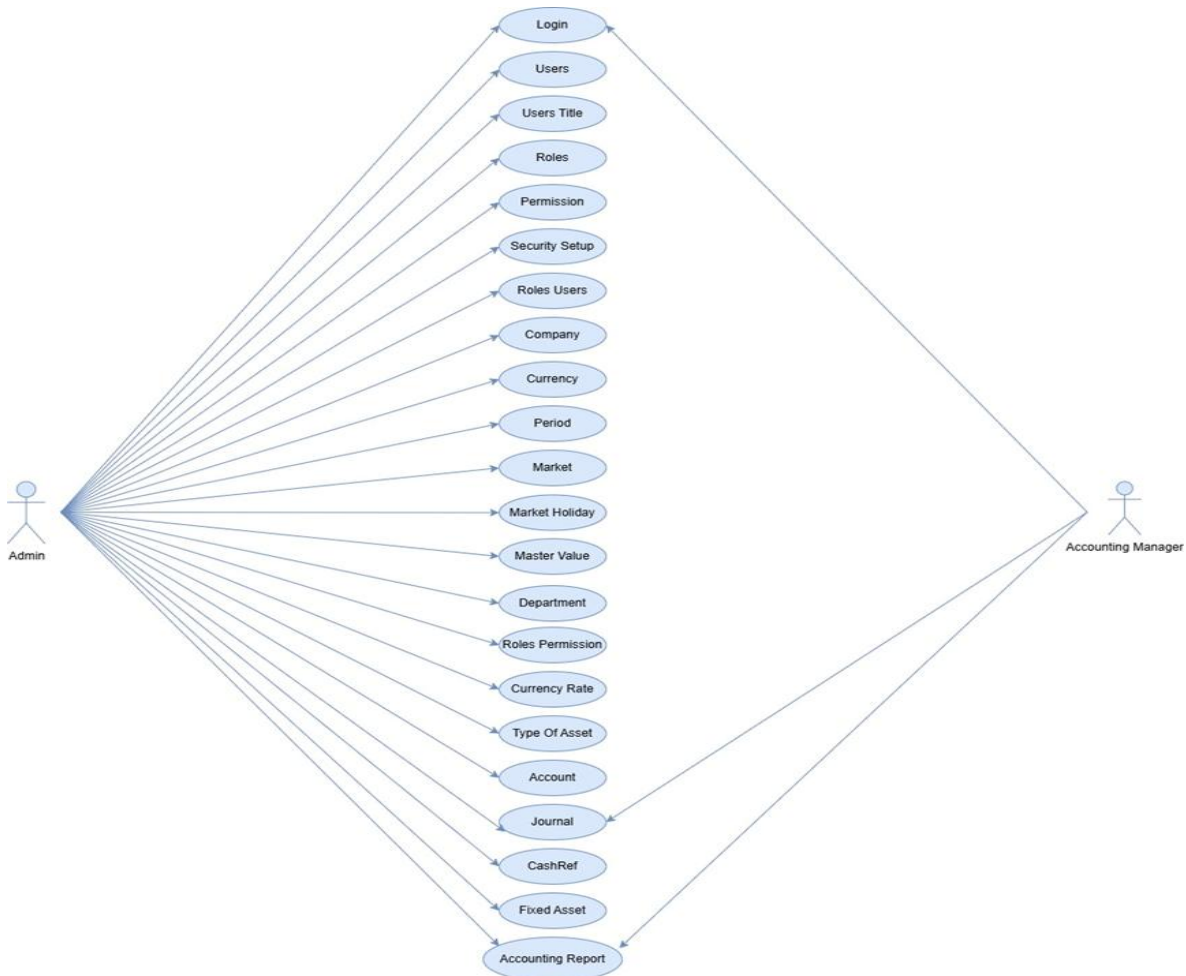 Login
Users
Users Title
Roles
Permission
Security Setup
Roles Users
Company
Currency
Period
Market
Market Holiday
Admin
Accounting Manager
Master Value
Department
Roles Permission
Currency Rate
Type Of Asset
Account
Journal
CashRef
Fixed Asset
Accounting Report